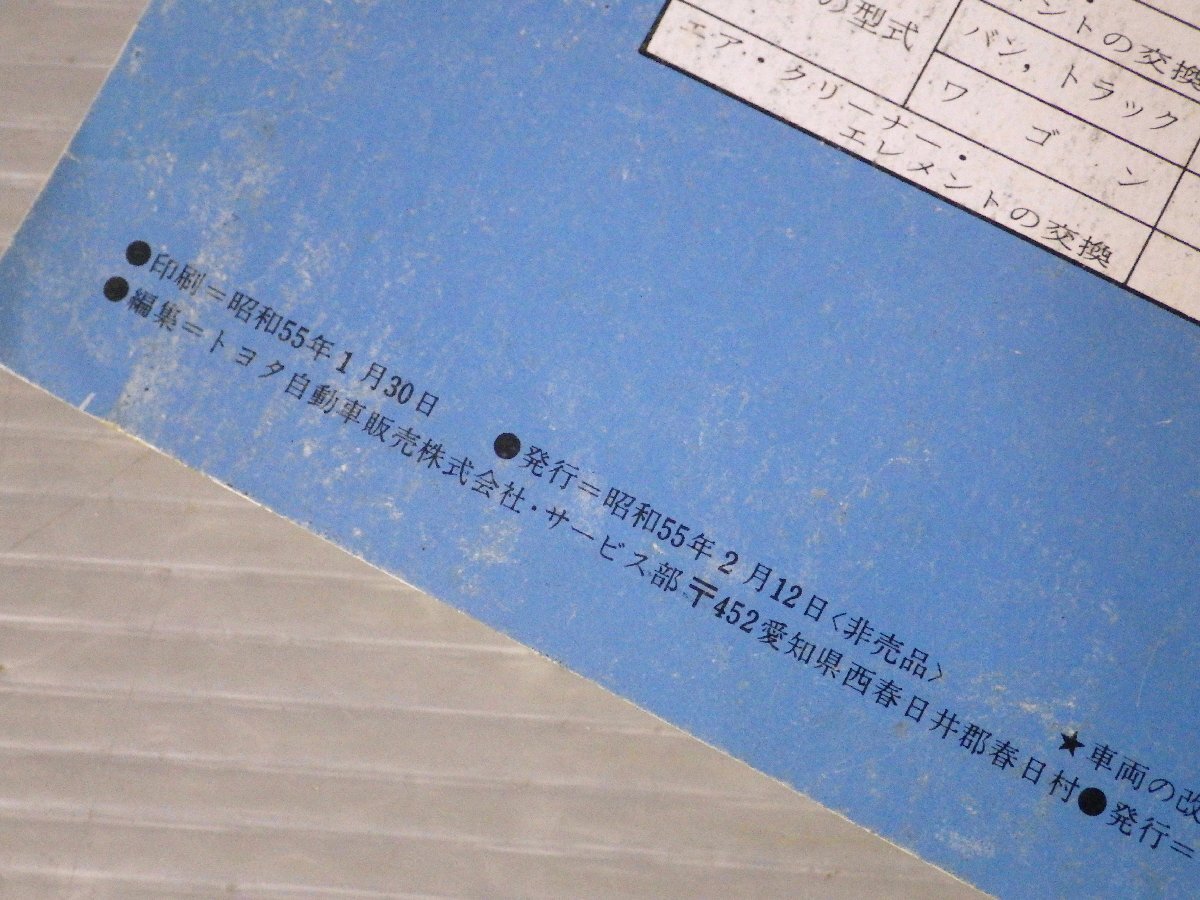 の型式
ントの交換
バン,トラック
ワゴン
エア・クリーナー・
エレメントの交換
●印刷=昭和55年1月30日 ●発行=昭和55年2月12日<非売品>
★車両の改
●編集=トヨタ自動車販売株式会社・サービス部 〒452愛知県西春日井郡春日村●発行=